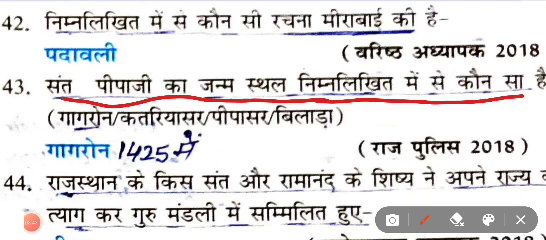 42. निम्नलिखित में से कौन सी रचना मीराबाई की है-
पदावली (वरिष्ठ अध्यापक 2018
43. संत पीपाजी का जन्म स्थल निम्नलिखित में से कौन सा है
(गागरोन/कतरियासर/पीपासर/बिलाड़ा)
गागरोन 1425 में (राज पुलिस 2018)
44. राजस्थान के किस संत और रामानंद के शिष्य ने अपने राज्य
त्याग कर गुरु मंडली में सम्मिलित हुए-